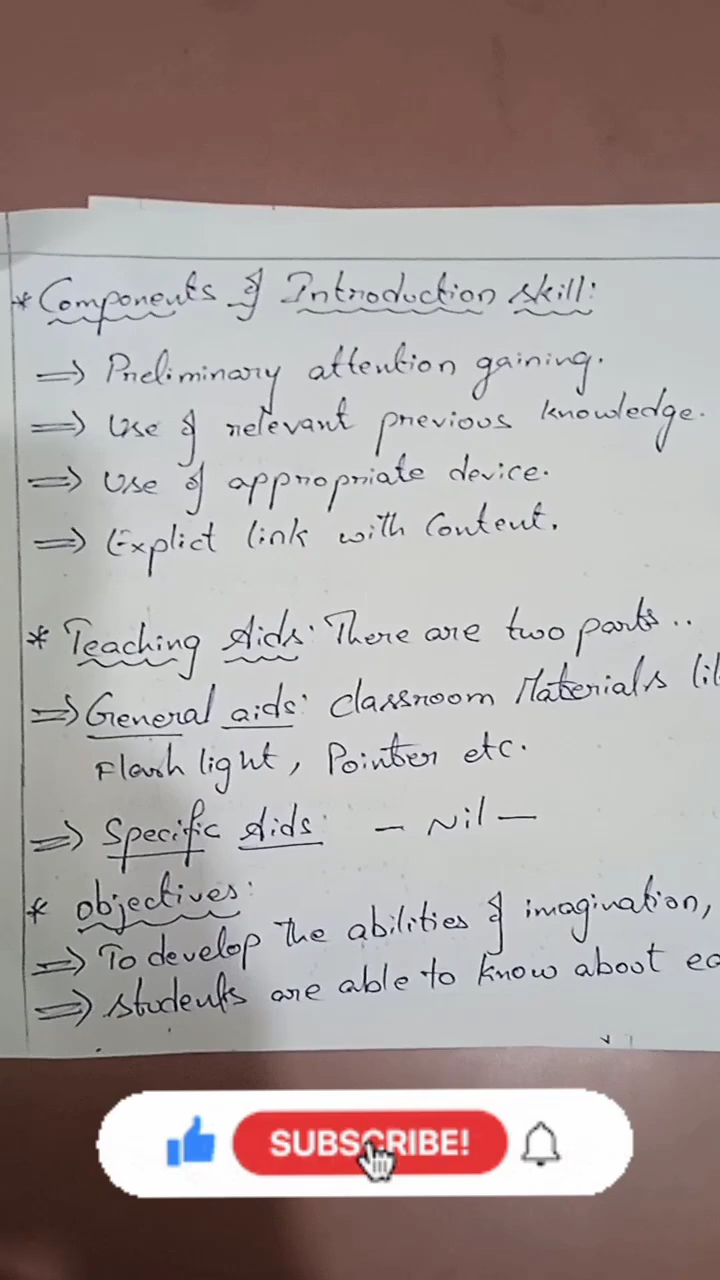 * Components of Introduction skill:
=> Preliminary attention gaining.
=> Use of relevant previous knowledge.
=> Use of appropriate device.
=> Explict link with Content.
* Teaching Aids: There are two parts..
=> General aids: classroom Materials
Flash light, Pointer etc.
=> Specific Aids: — Nil —
* objectives:
=> To develop the abilities of imagination,
=> students are able to know about
SUBSCRIBE!